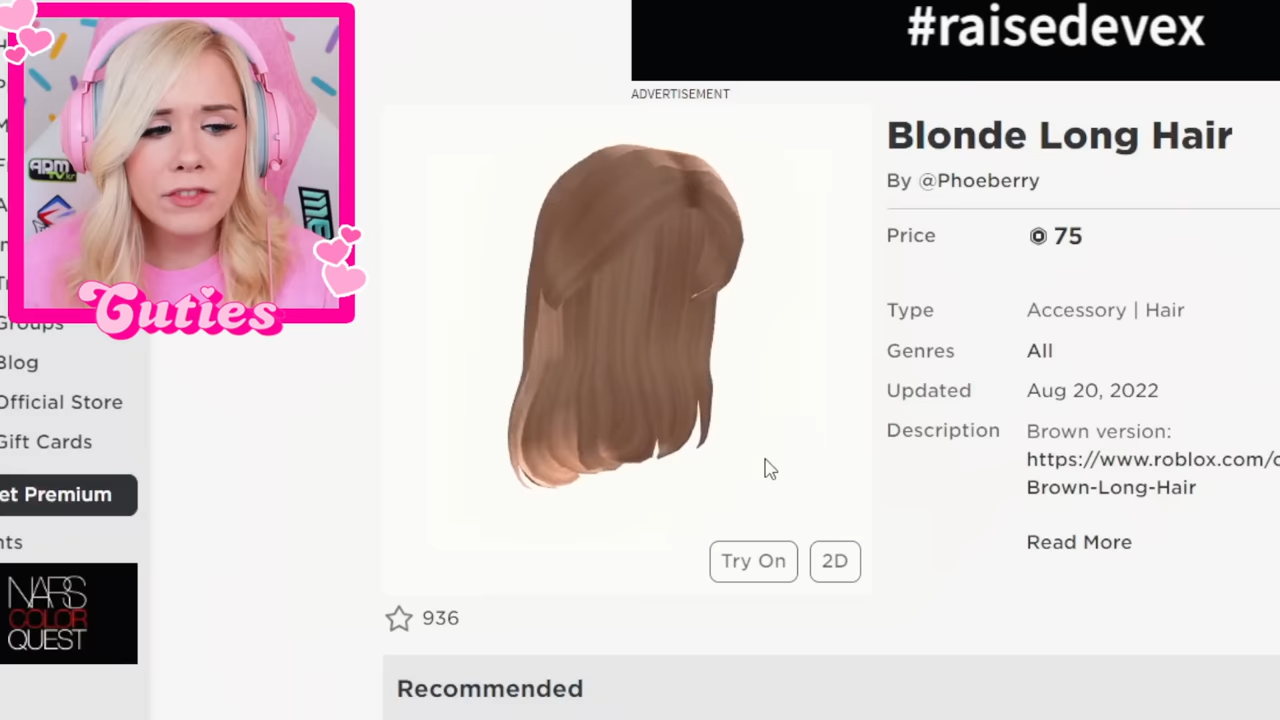 #raisedevex
ADVERTISEMENT
Cuties
Blonde Long Hair
By @Phoeberry
Price 75
Type Accessory | Hair
Genres All
Updated Aug 20, 2022
Description Brown version:
https://www.roblox.com/c
Brown-Long-Hair
Read More
Groups
Blog
Official Store
Gift Cards
et Premium
nts
NARS
COLOR
QUEST
Try On 2D
936
Recommended